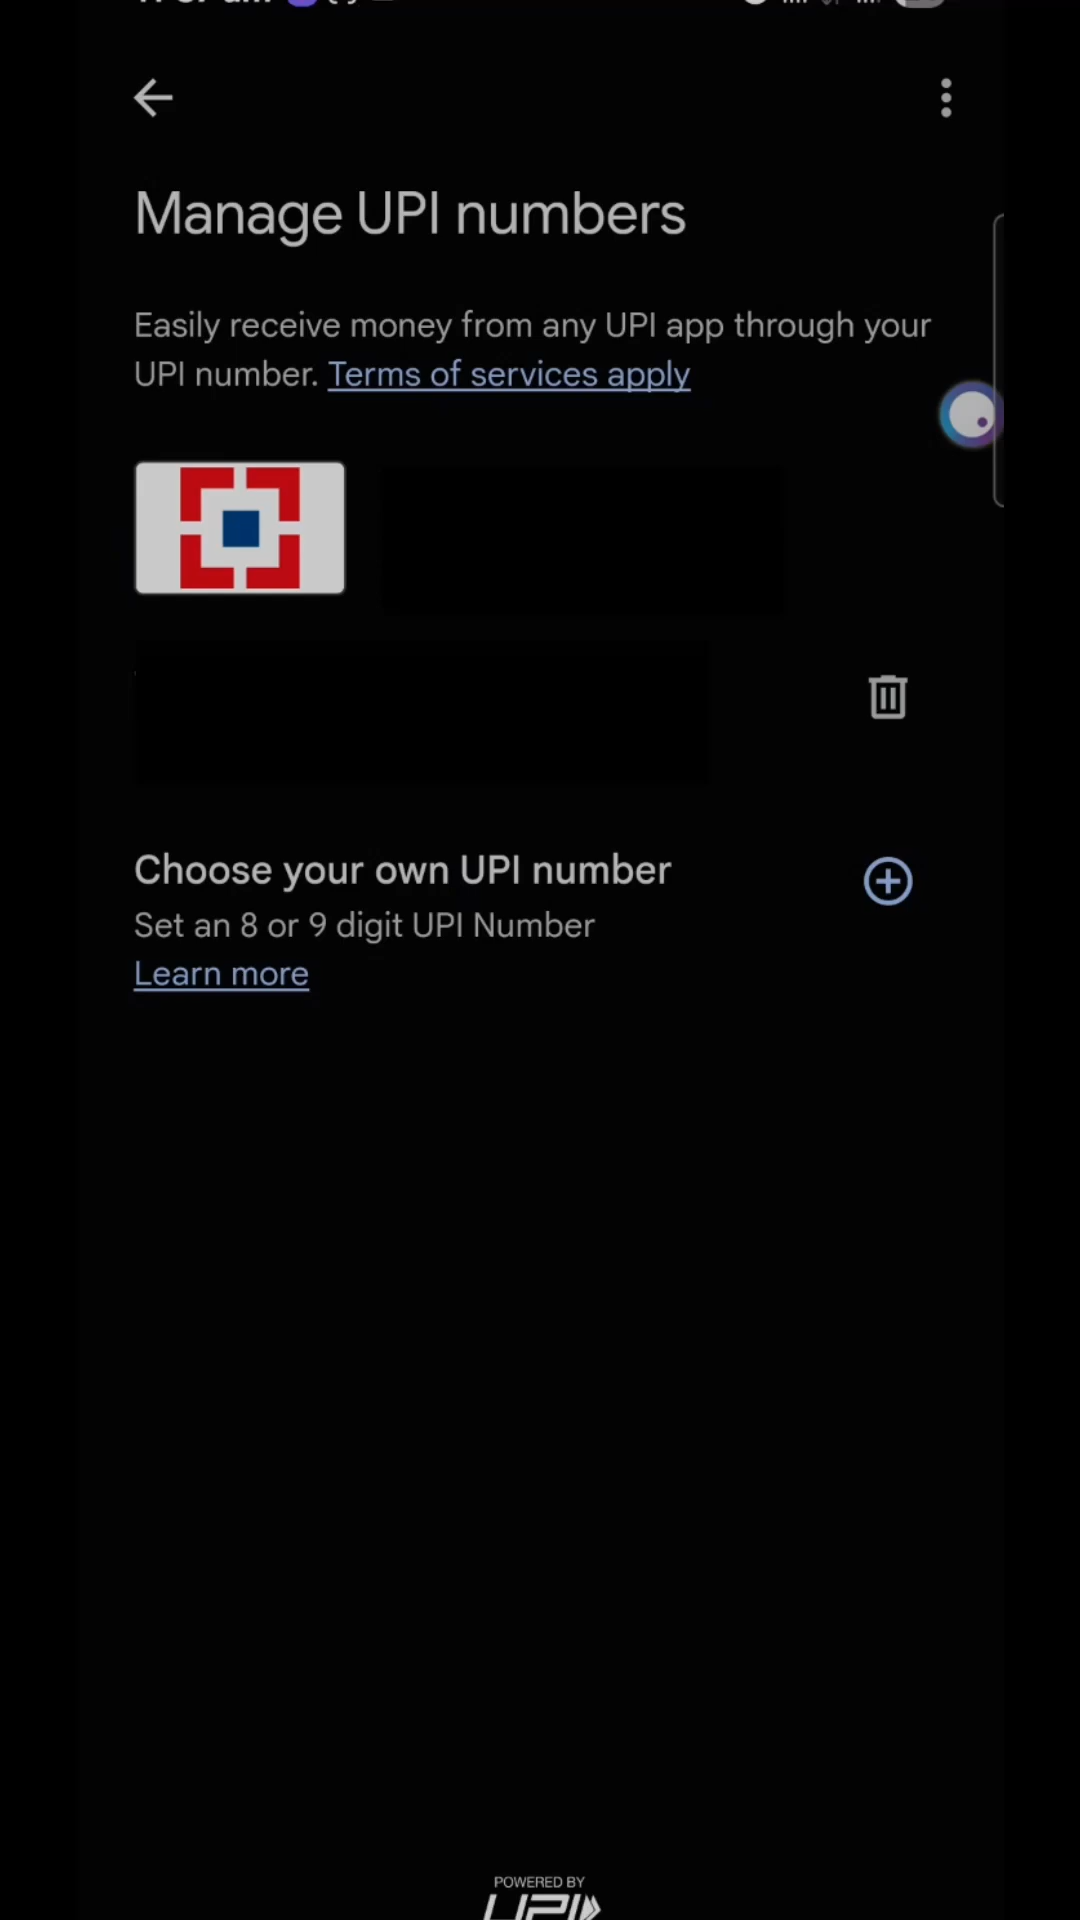 Manage UPI numbers
Easily receive money from any UPI app through your
UPI number. Terms of services apply
Choose your own UPI number
Set an 8 or 9 digit UPI Number
Learn more
POWERED BY
UPI